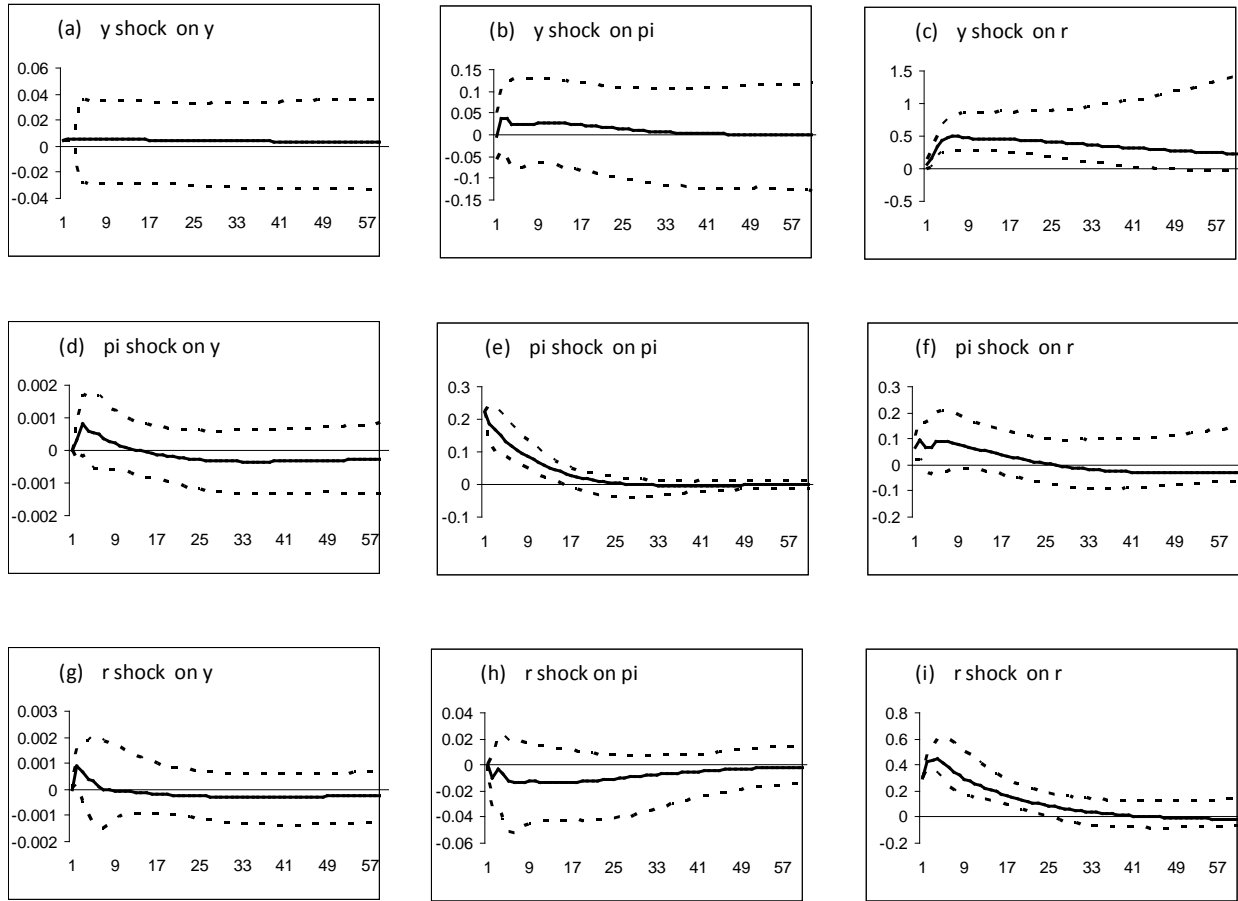 (a) y shock on y
0.06
0.04
0.02
0
-0.02
-0.04
1 9 17 25 33 41 49 57
(b) y shock on pi
0.15
0.10
0.05
0
-0.05
-0.10
-0.15
1 9 17 25 33 41 49 57
(c) y shock on r
1.5
1
0.5
0
-0.5
1 9 17 25 33 41 49 57
(d) pi shock on y
0.002
0.001
0
-0.001
-0.002
1 9 17 25 33 41 49 57
(e) pi shock on pi
0.3
0.2
0.1
0
-0.1
1 9 17 25 33 41 49 57
(f) pi shock on r
0.3
0.2
0.1
0
-0.1
-0.2
1 9 17 25 33 41 49 57
(g) r shock on y
0.003
0.002
0.001
0
-0.001
-0.002
1 9 17 25 33 41 49 57
(h) r shock on pi
0.04
0.02
0
-0.02
-0.04
-0.06
1 9 17 25 33 41 49 57
(i) r shock on r
0.8
0.6
0.4
0.2
0
-0.2
1 9 17 25 33 41 49 57